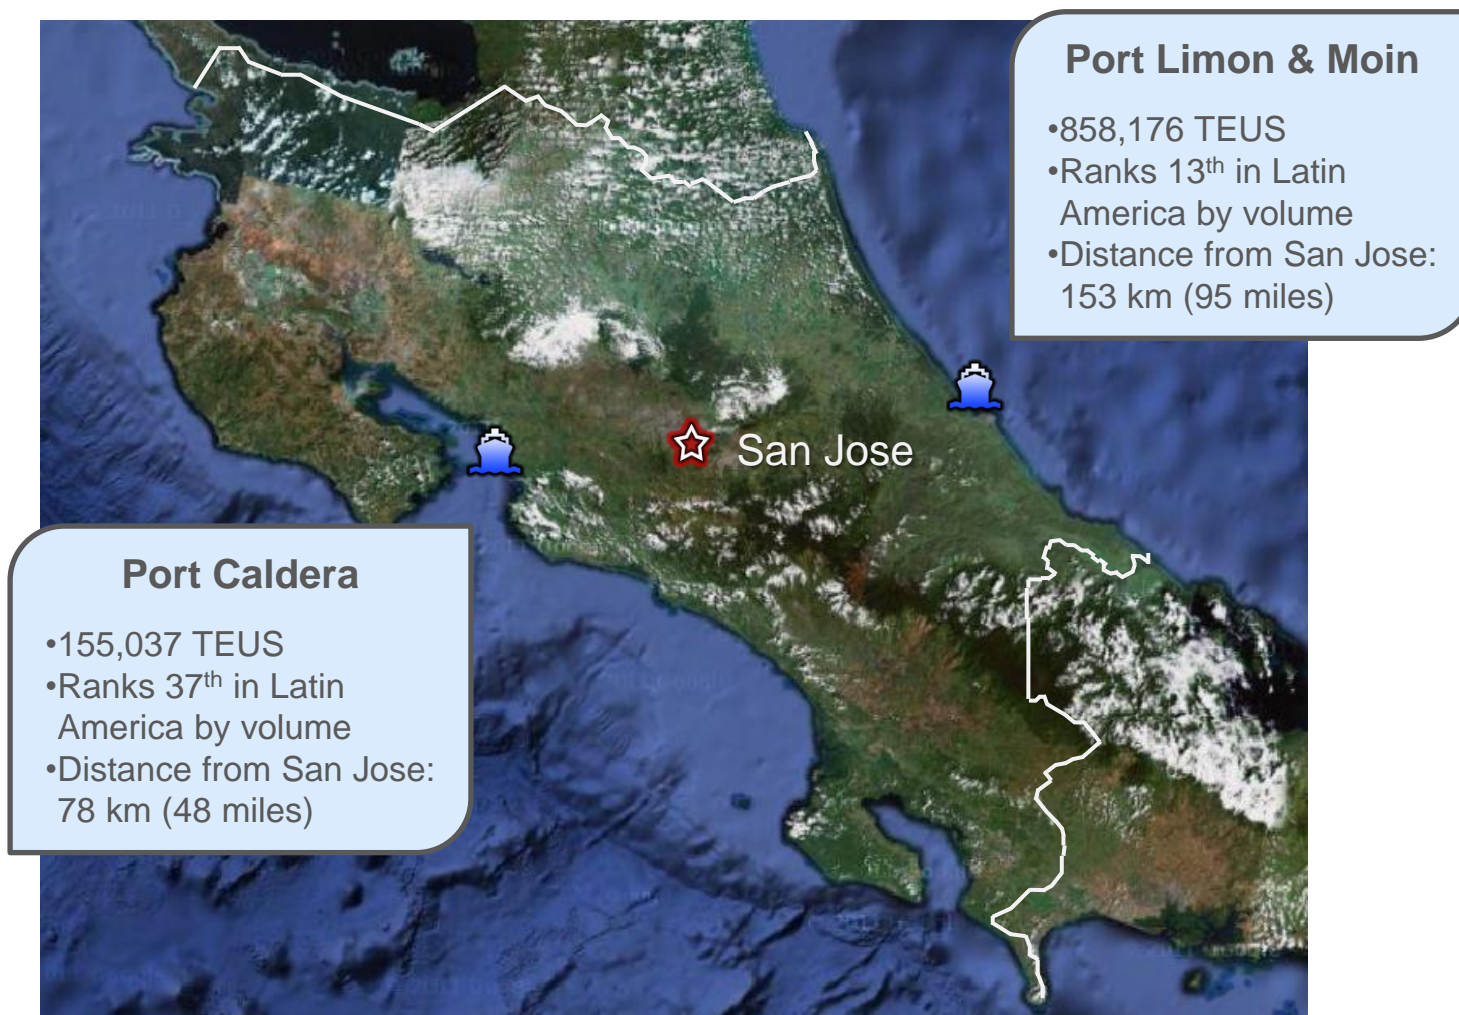 Port Limon & Moin
•858,176 TEUS
•Ranks 13th in Latin
America by volume
•Distance from San Jose:
153 km (95 miles)
San Jose
Port Caldera
•155,037 TEUS
•Ranks 37th in Latin
America by volume
•Distance from San Jose:
78 km (48 miles)